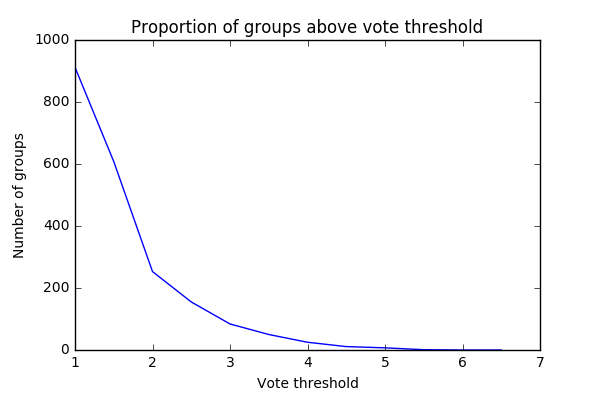 Proportion of groups above vote threshold
1000
800
600
400
200
0
Number of groups
1 2 3 4 5 6 7
Vote threshold